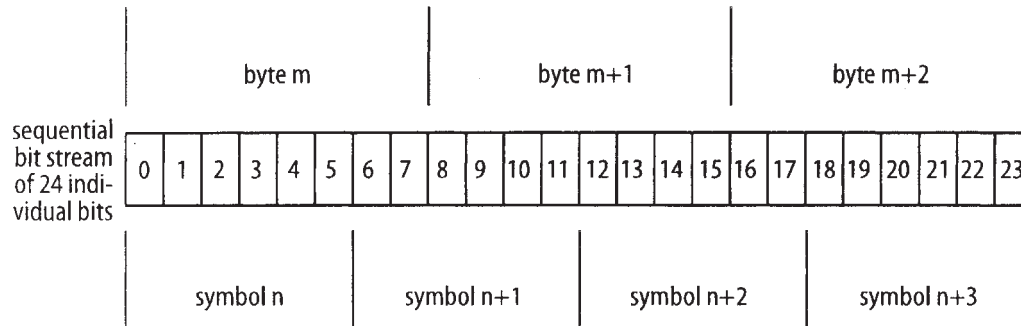 byte m byte m+1 byte m+2
sequential
bit stream
of 24 indi-
vidual bits
0 1 2 3 4 5 6 7 8 9 10 11 12 13 14 15 16 17 18 19 20 21 22 23
symbol n symbol n+1 symbol n+2 symbol n+3